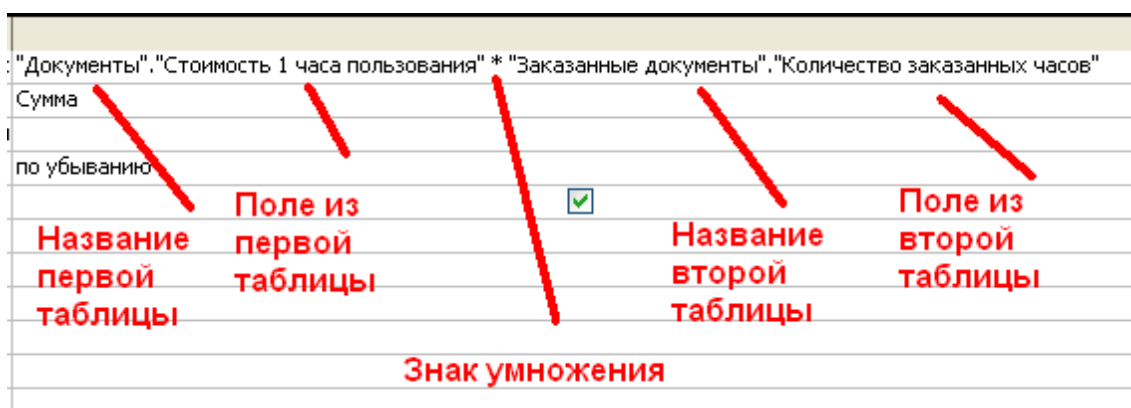 "Документы"."Стоимость 1 часа пользования" * "Заказанные документы"."Количество заказанных часов"
Сумма
по убыванию
Название
первой
таблицы
Поле из
первой
таблицы
Знак умножения
Название
второй
таблицы
Поле из
второй
таблицы